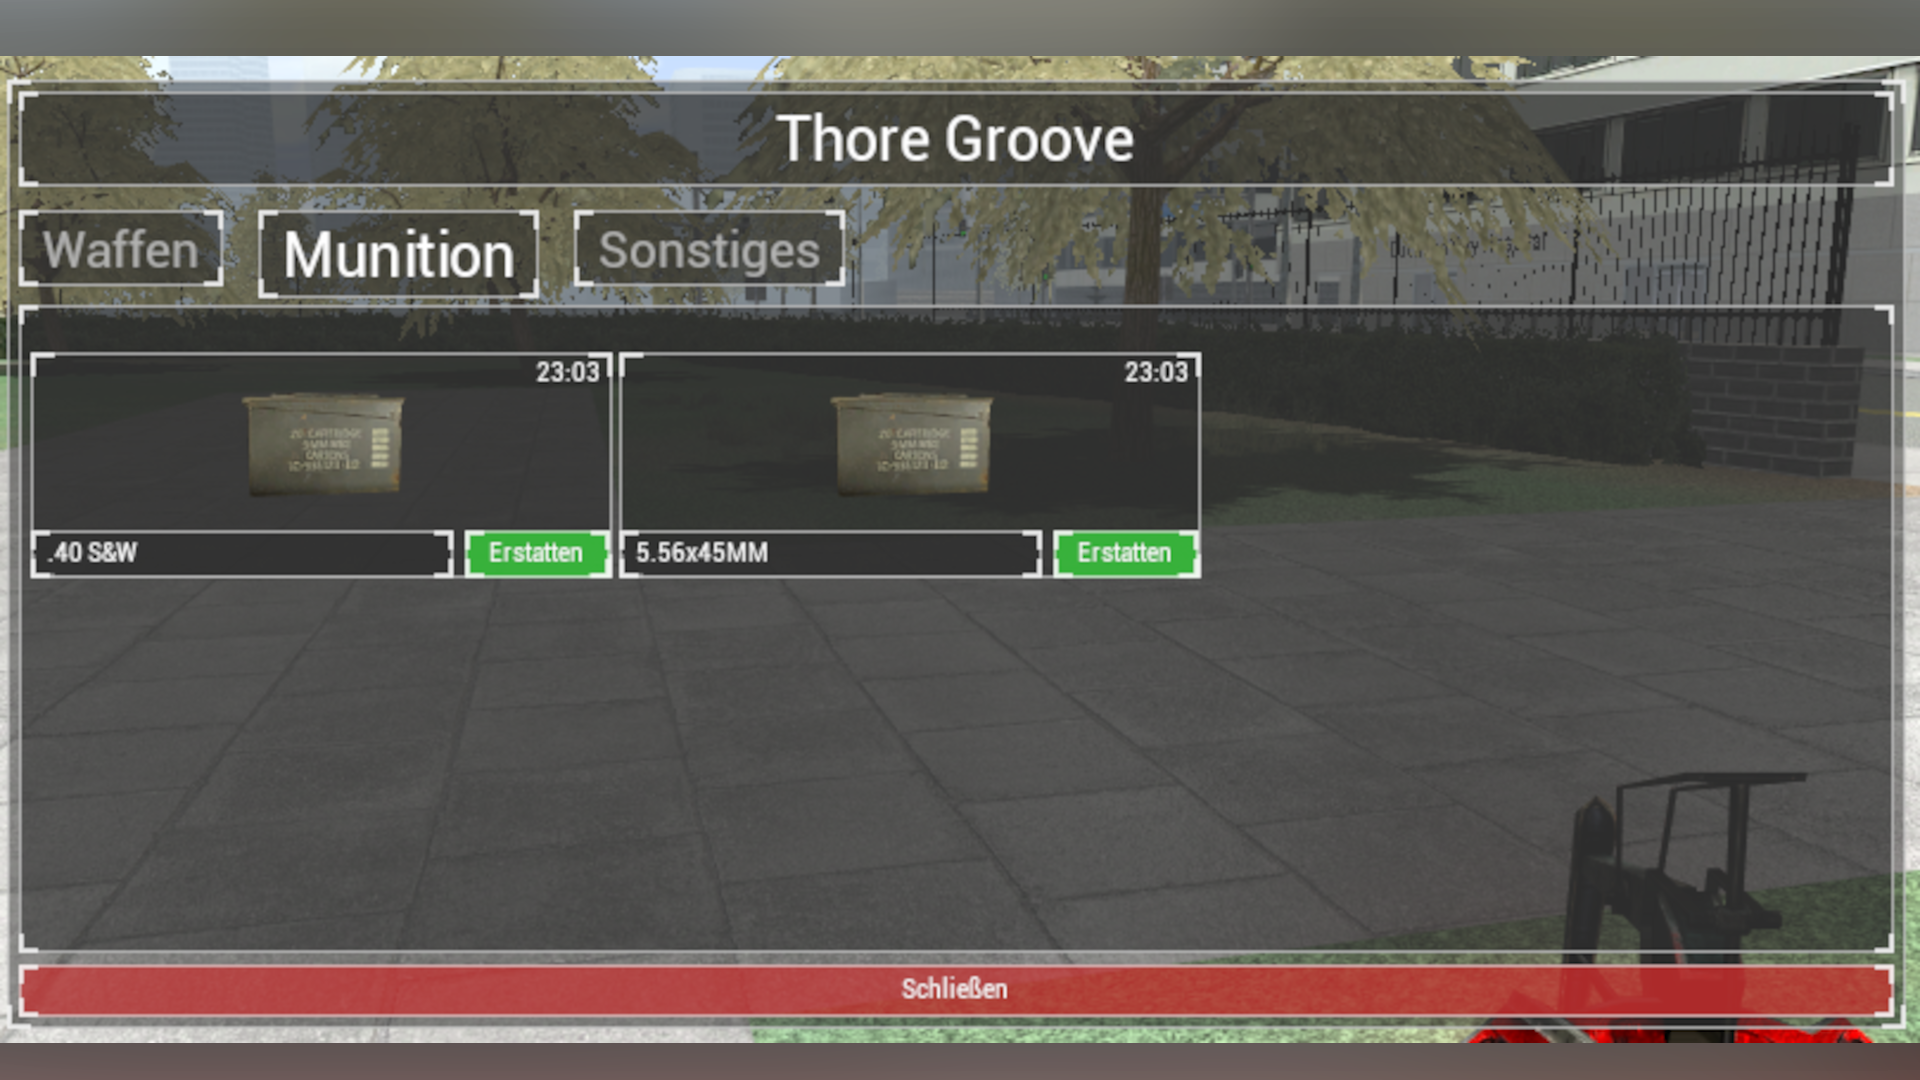 Thore Groove
Waffen
Munition
Sonstiges
23:03
.40 S&W
Erstatten
23:03
5.56x45MM
Erstatten
Schließen